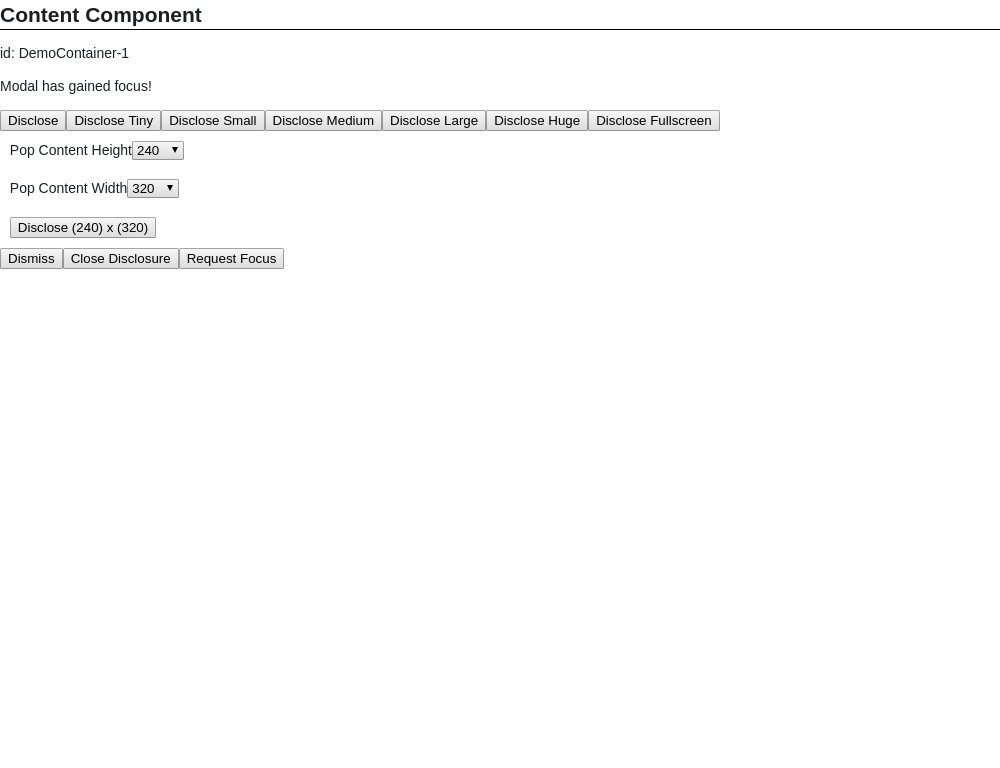 Content Component
id: DemoContainer-1
Modal has gained focus!
Disclose Disclose Tiny Disclose Small Disclose Medium Disclose Large Disclose Huge Disclose Fullscreen
Pop Content Height 240
Pop Content Width 320
Disclose (240) x (320)
Dismiss Close Disclosure Request Focus